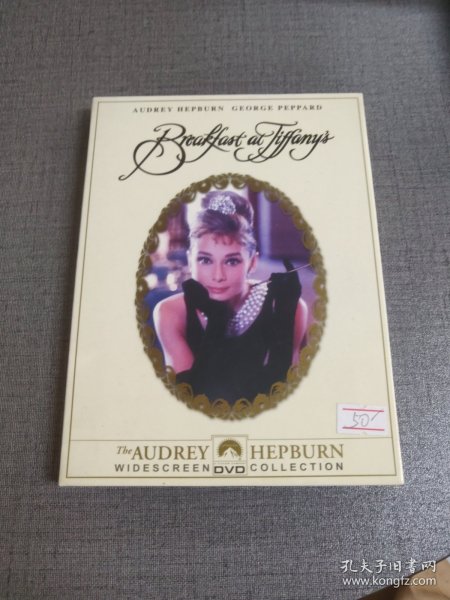 AUDREY HEPBURN GEORGE PEPPARD
Breakfast at Tiffany's
50
The AUDREY HEPBURN
WIDESCREEN DVD COLLECTION
孔夫子旧书网
www.kongfz.com